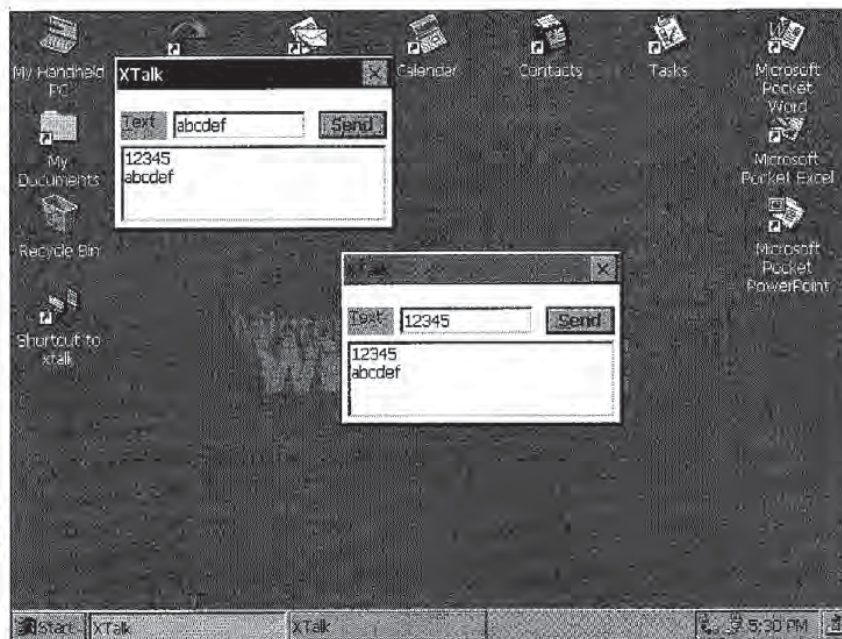 My Handheld
PC
Calendar
Contacts
Tasks
Microsoft
Pocket
Word
XTalk
Text
abcdef
Send
12345
abcdef
My
Documents
Microsoft
Pocket Excel
Recycle Bin
Microsoft
Pocket
PowerPoint
XTalk
Text
12345
Send
12345
abcdef
Shortcut to
xtalk
Start
XTalk
XTalk
5:30 PM